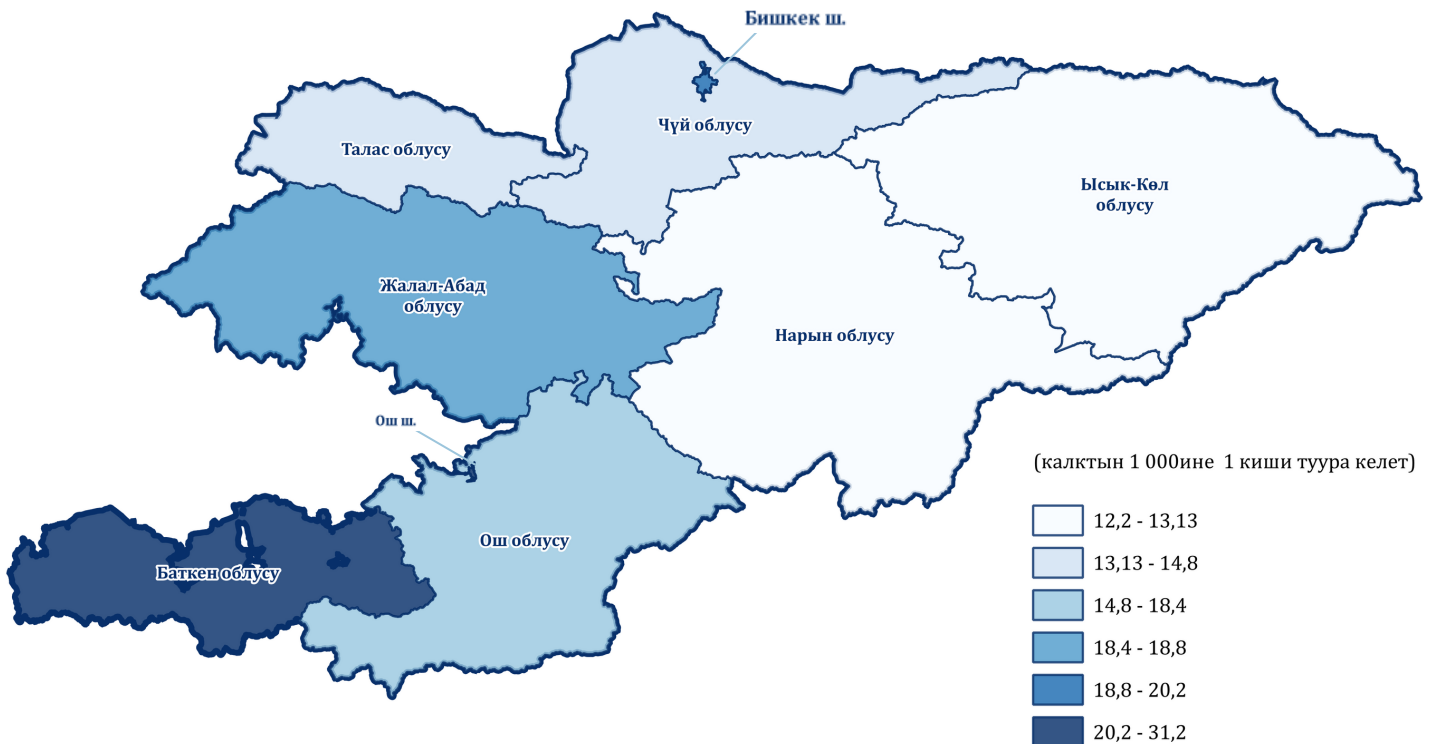 Бишкек ш.
Чүй облусу
Талас облусу
Ысык-Көл
облусу
Жалал-Абад
облусу
Нарын облусу
Ош ш.
(калктын 1 000ине 1 киши туура келет)
12,2 - 13,13
13,13 - 14,8
Ош облусу
14,8 - 18,4
Баткен облусу
18,4 - 18,8
18,8 - 20,2
20,2 - 31,2